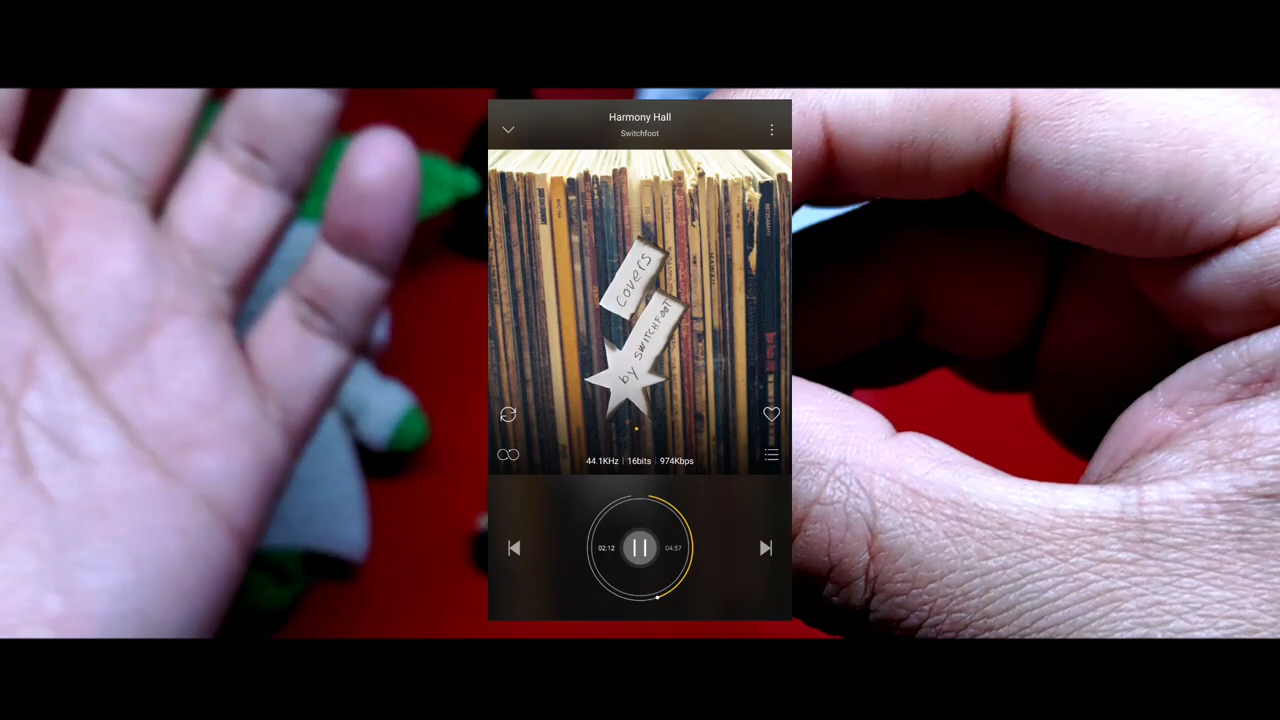 Harmony Hall
Switchfoot
covers
by SWITCHFOOT
44.1KHz | 16bits | 974Kbps
02:12
04:57